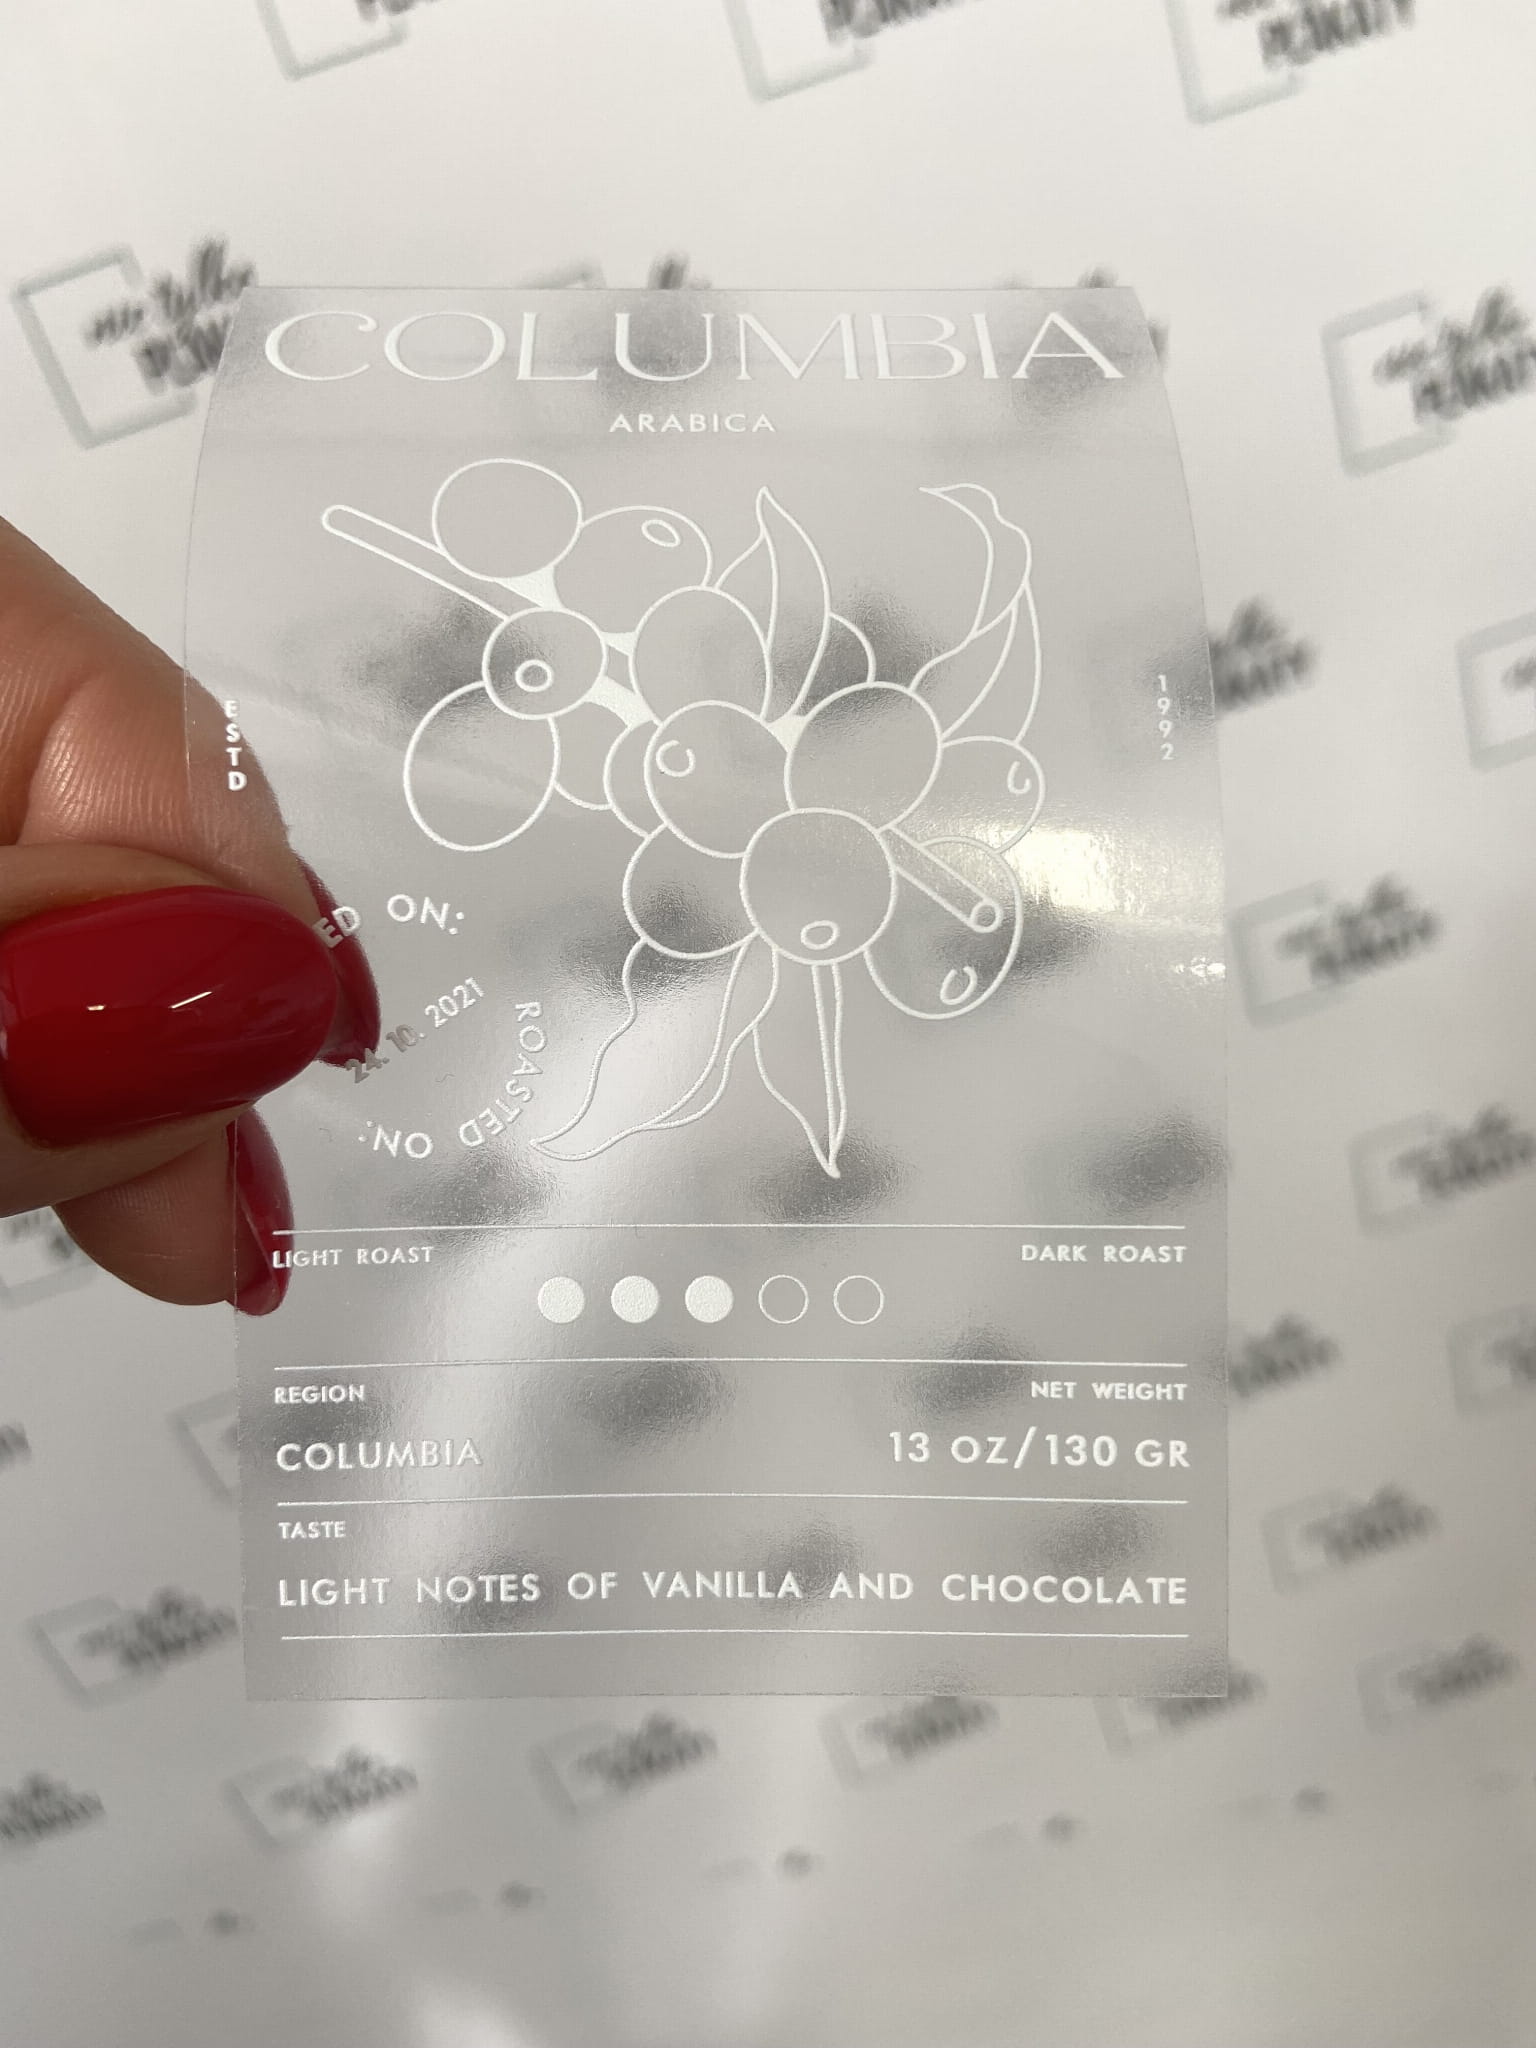 COLUMBIA
ARABICA
ESTD
1992
ED ON:
24. 10. 2021
ROASTED ON:
LIGHT ROAST
DARK ROAST
REGION
NET WEIGHT
COLUMBIA
13 OZ/130 GR
TASTE
LIGHT NOTES OF VANILLA AND CHOCOLATE